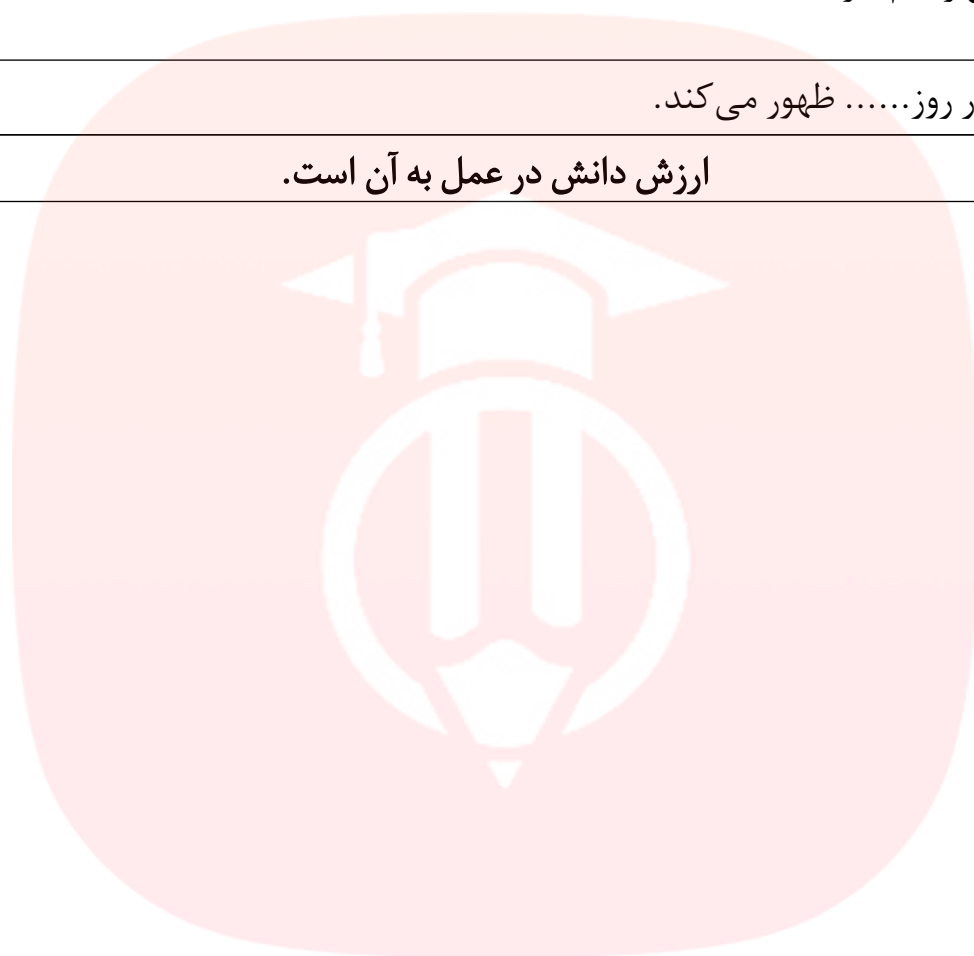 ر روز...... ظهور می‌کند.
ارزش دانش در عمل به آن است.